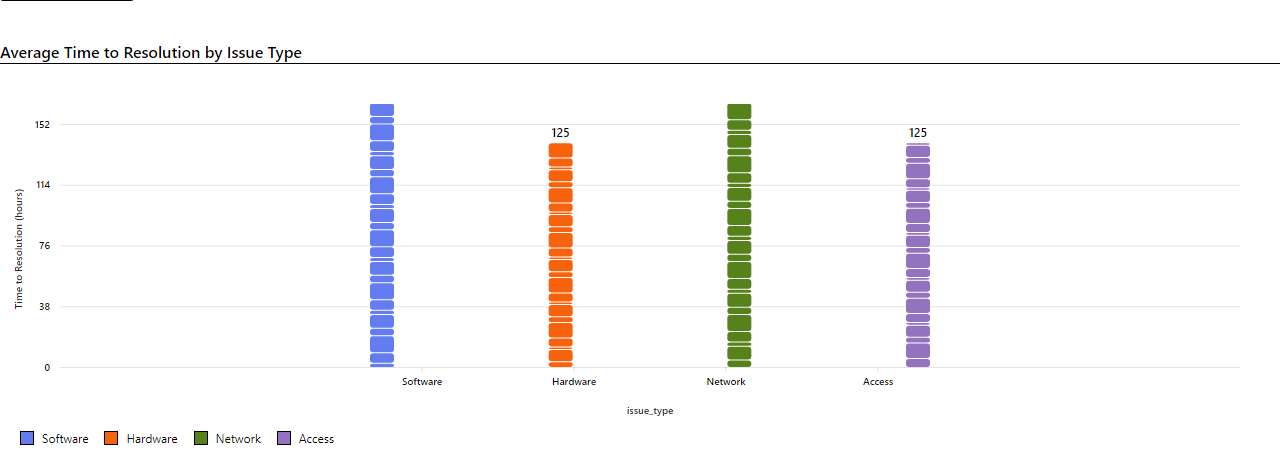 Average Time to Resolution by Issue Type
152
114
76
38
0
Time to Resolution (hours)
125
125
Software
Hardware
Network
Access
issue_type
Software
Hardware
Network
Access